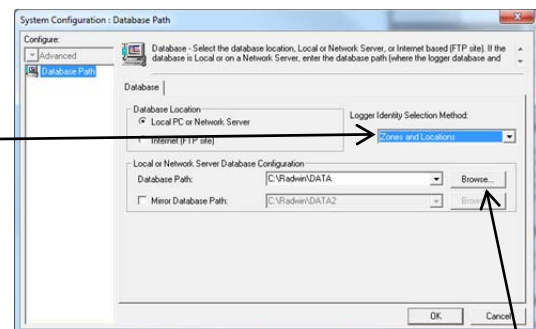 System Configuration : Database Path
Configure:
Advanced
Database Path
Database - Select the database location, Local or Network Server, or Internet based (FTP site). If the
database is Local or on a Network Server, enter the database path (where the logger database and
Database
Database Location
Local PC or Network Server
Internet (FTP site)
Logger Identity Selection Method:
Zones and Locations
Local or Network Server Database Configuration
Database Path:
C:\Radwin\DATA
Browse...
Mirror Database Path:
C:\Radwin\DATA2
OK
Cancel